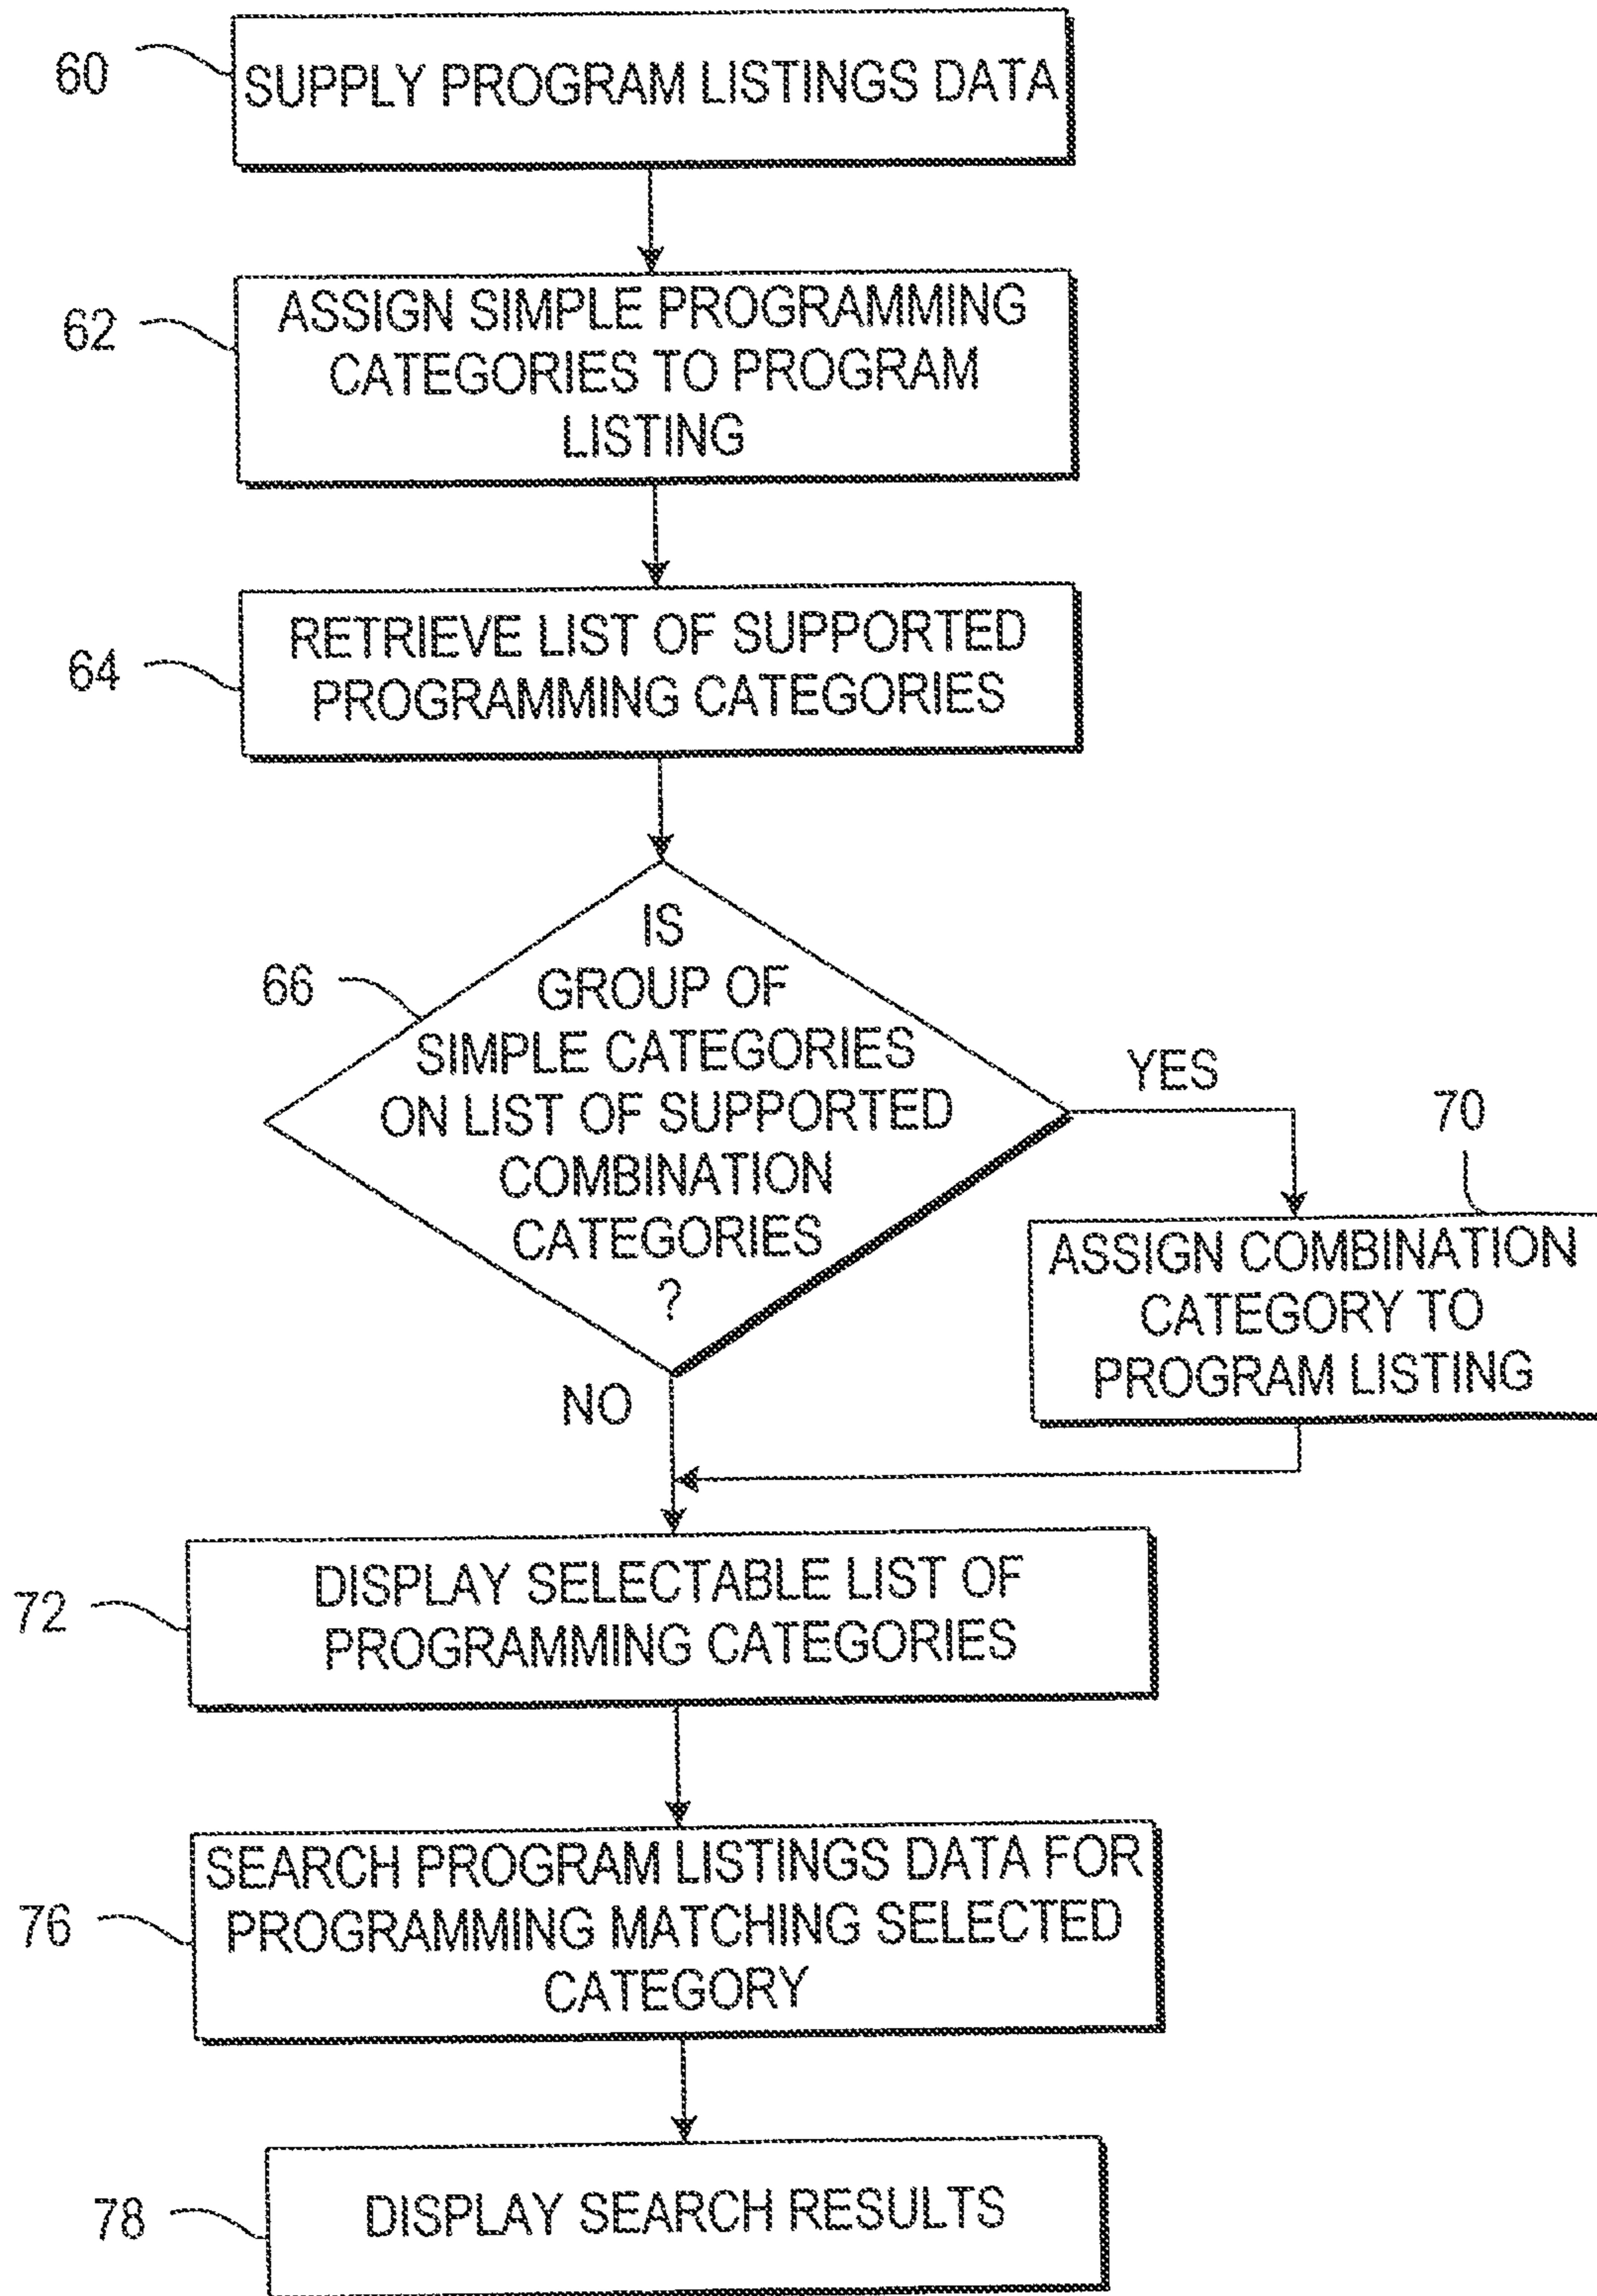 60
SUPPLY PROGRAM LISTINGS DATA
62
ASSIGN SIMPLE PROGRAMMING
CATEGORIES TO PROGRAM
LISTING
64
RETRIEVE LIST OF SUPPORTED
PROGRAMMING CATEGORIES
66
IS
GROUP OF
SIMPLE CATEGORIES
ON LIST OF SUPPORTED
COMBINATION
CATEGORIES
?
YES
70
ASSIGN COMBINATION
CATEGORY TO
PROGRAM LISTING
NO
72
DISPLAY SELECTABLE LIST OF
PROGRAMMING CATEGORIES
76
SEARCH PROGRAM LISTINGS DATA FOR
PROGRAMMING MATCHING SELECTED
CATEGORY
78
DISPLAY SEARCH RESULTS